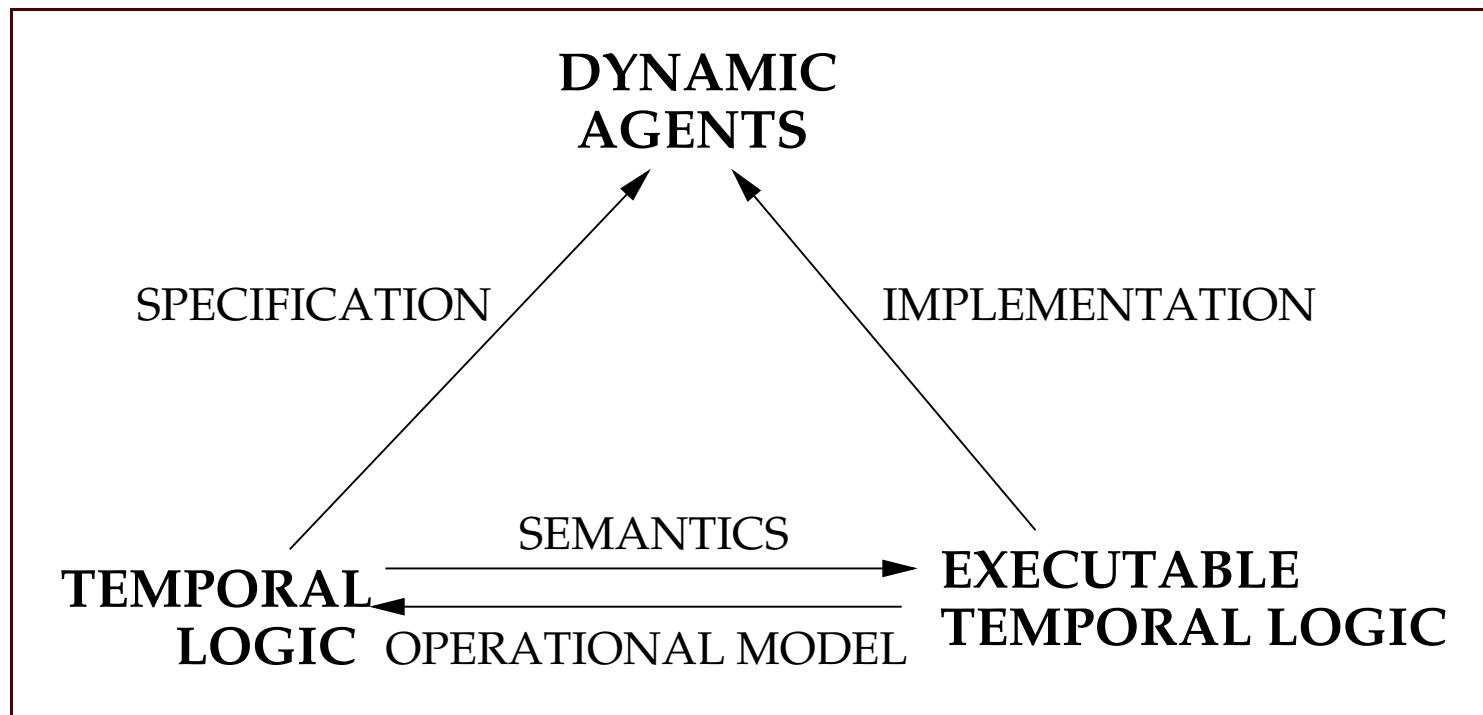 DYNAMIC
AGENTS
SPECIFICATION
IMPLEMENTATION
SEMANTICS
TEMPORAL
LOGIC
EXECUTABLE
TEMPORAL LOGIC
OPERATIONAL MODEL